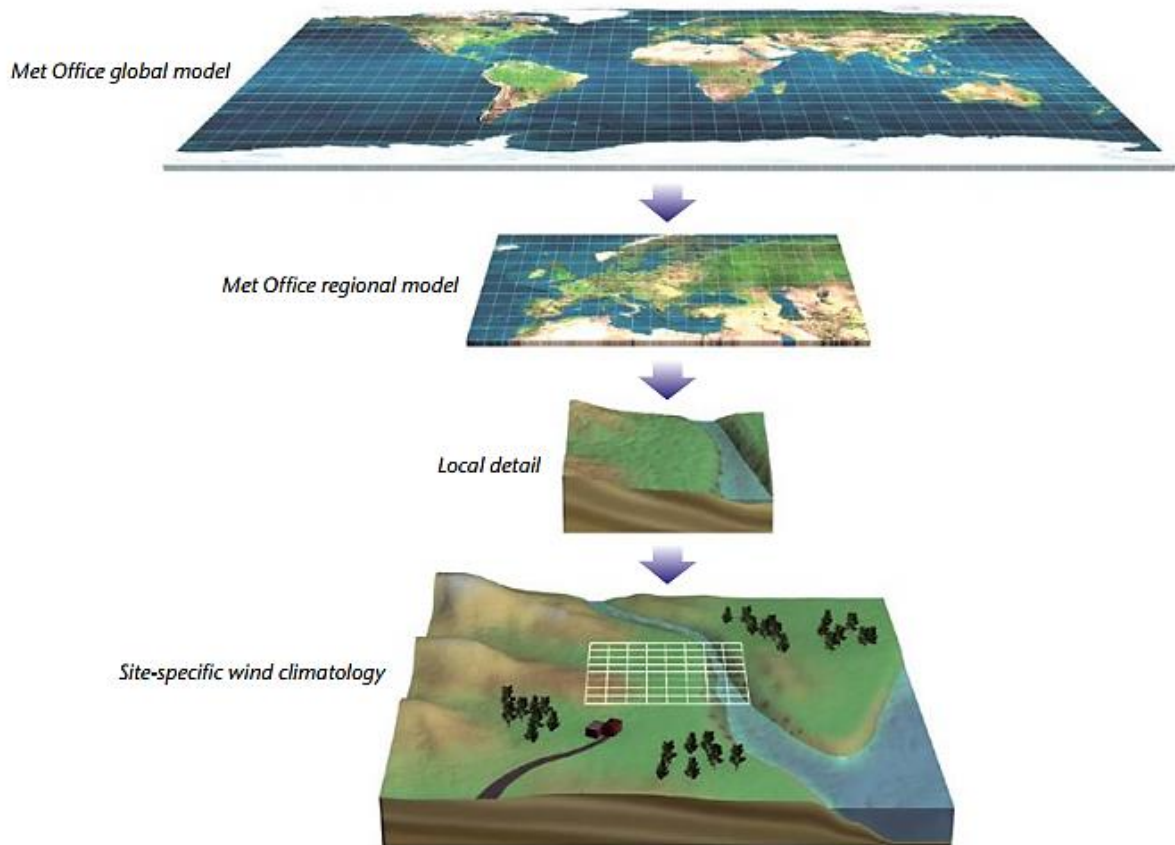 Met Office global model
Met Office regional model
Local detail
Site-specific wind climatology